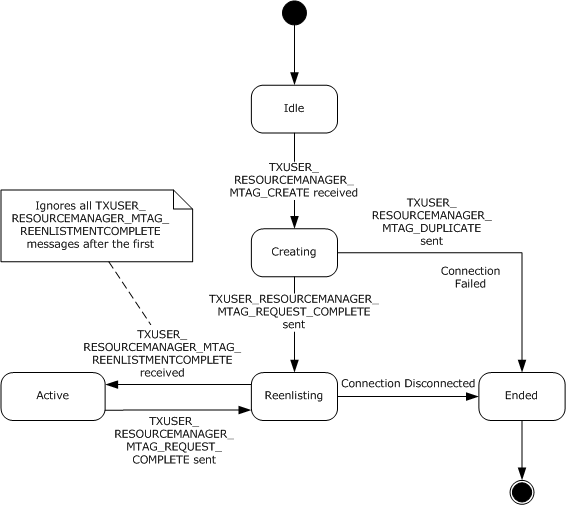 Idle
TXUSER_
RESOURCEMANAGER_
MTAG_CREATE received
Ignores all TXUSER_
RESOURCEMANAGER_MTAG_
REENLISTMENTCOMPLETE
messages after the first
TXUSER_
RESOURCEMANAGER_
MTAG_DUPLICATE
sent
Creating
Connection
Failed
TXUSER_RESOURCEMANAGER_
MTAG_REQUEST_COMPLETE
sent
TXUSER_
RESOURCEMANAGER_MTAG_
REENLISTMENTCOMPLETE
received
Active
Reenlisting
Connection Disconnected
Ended
TXUSER_
RESOURCEMANAGER_
MTAG_REQUEST_
COMPLETE sent